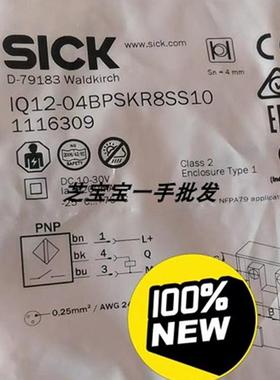 SICK
www.sick.com
Sn = 4 mm
D-79183 Waldkirch
IQ12-04BPSKR8SS10
1116309
Class 2
Enclosure Type 1
DC 10-30V
芝宝宝一手批发
NFPA79
PNP
bn 1 L+
bk 4 Q
bu 3 M
0,25mm² / AWG 24
100%
NEW